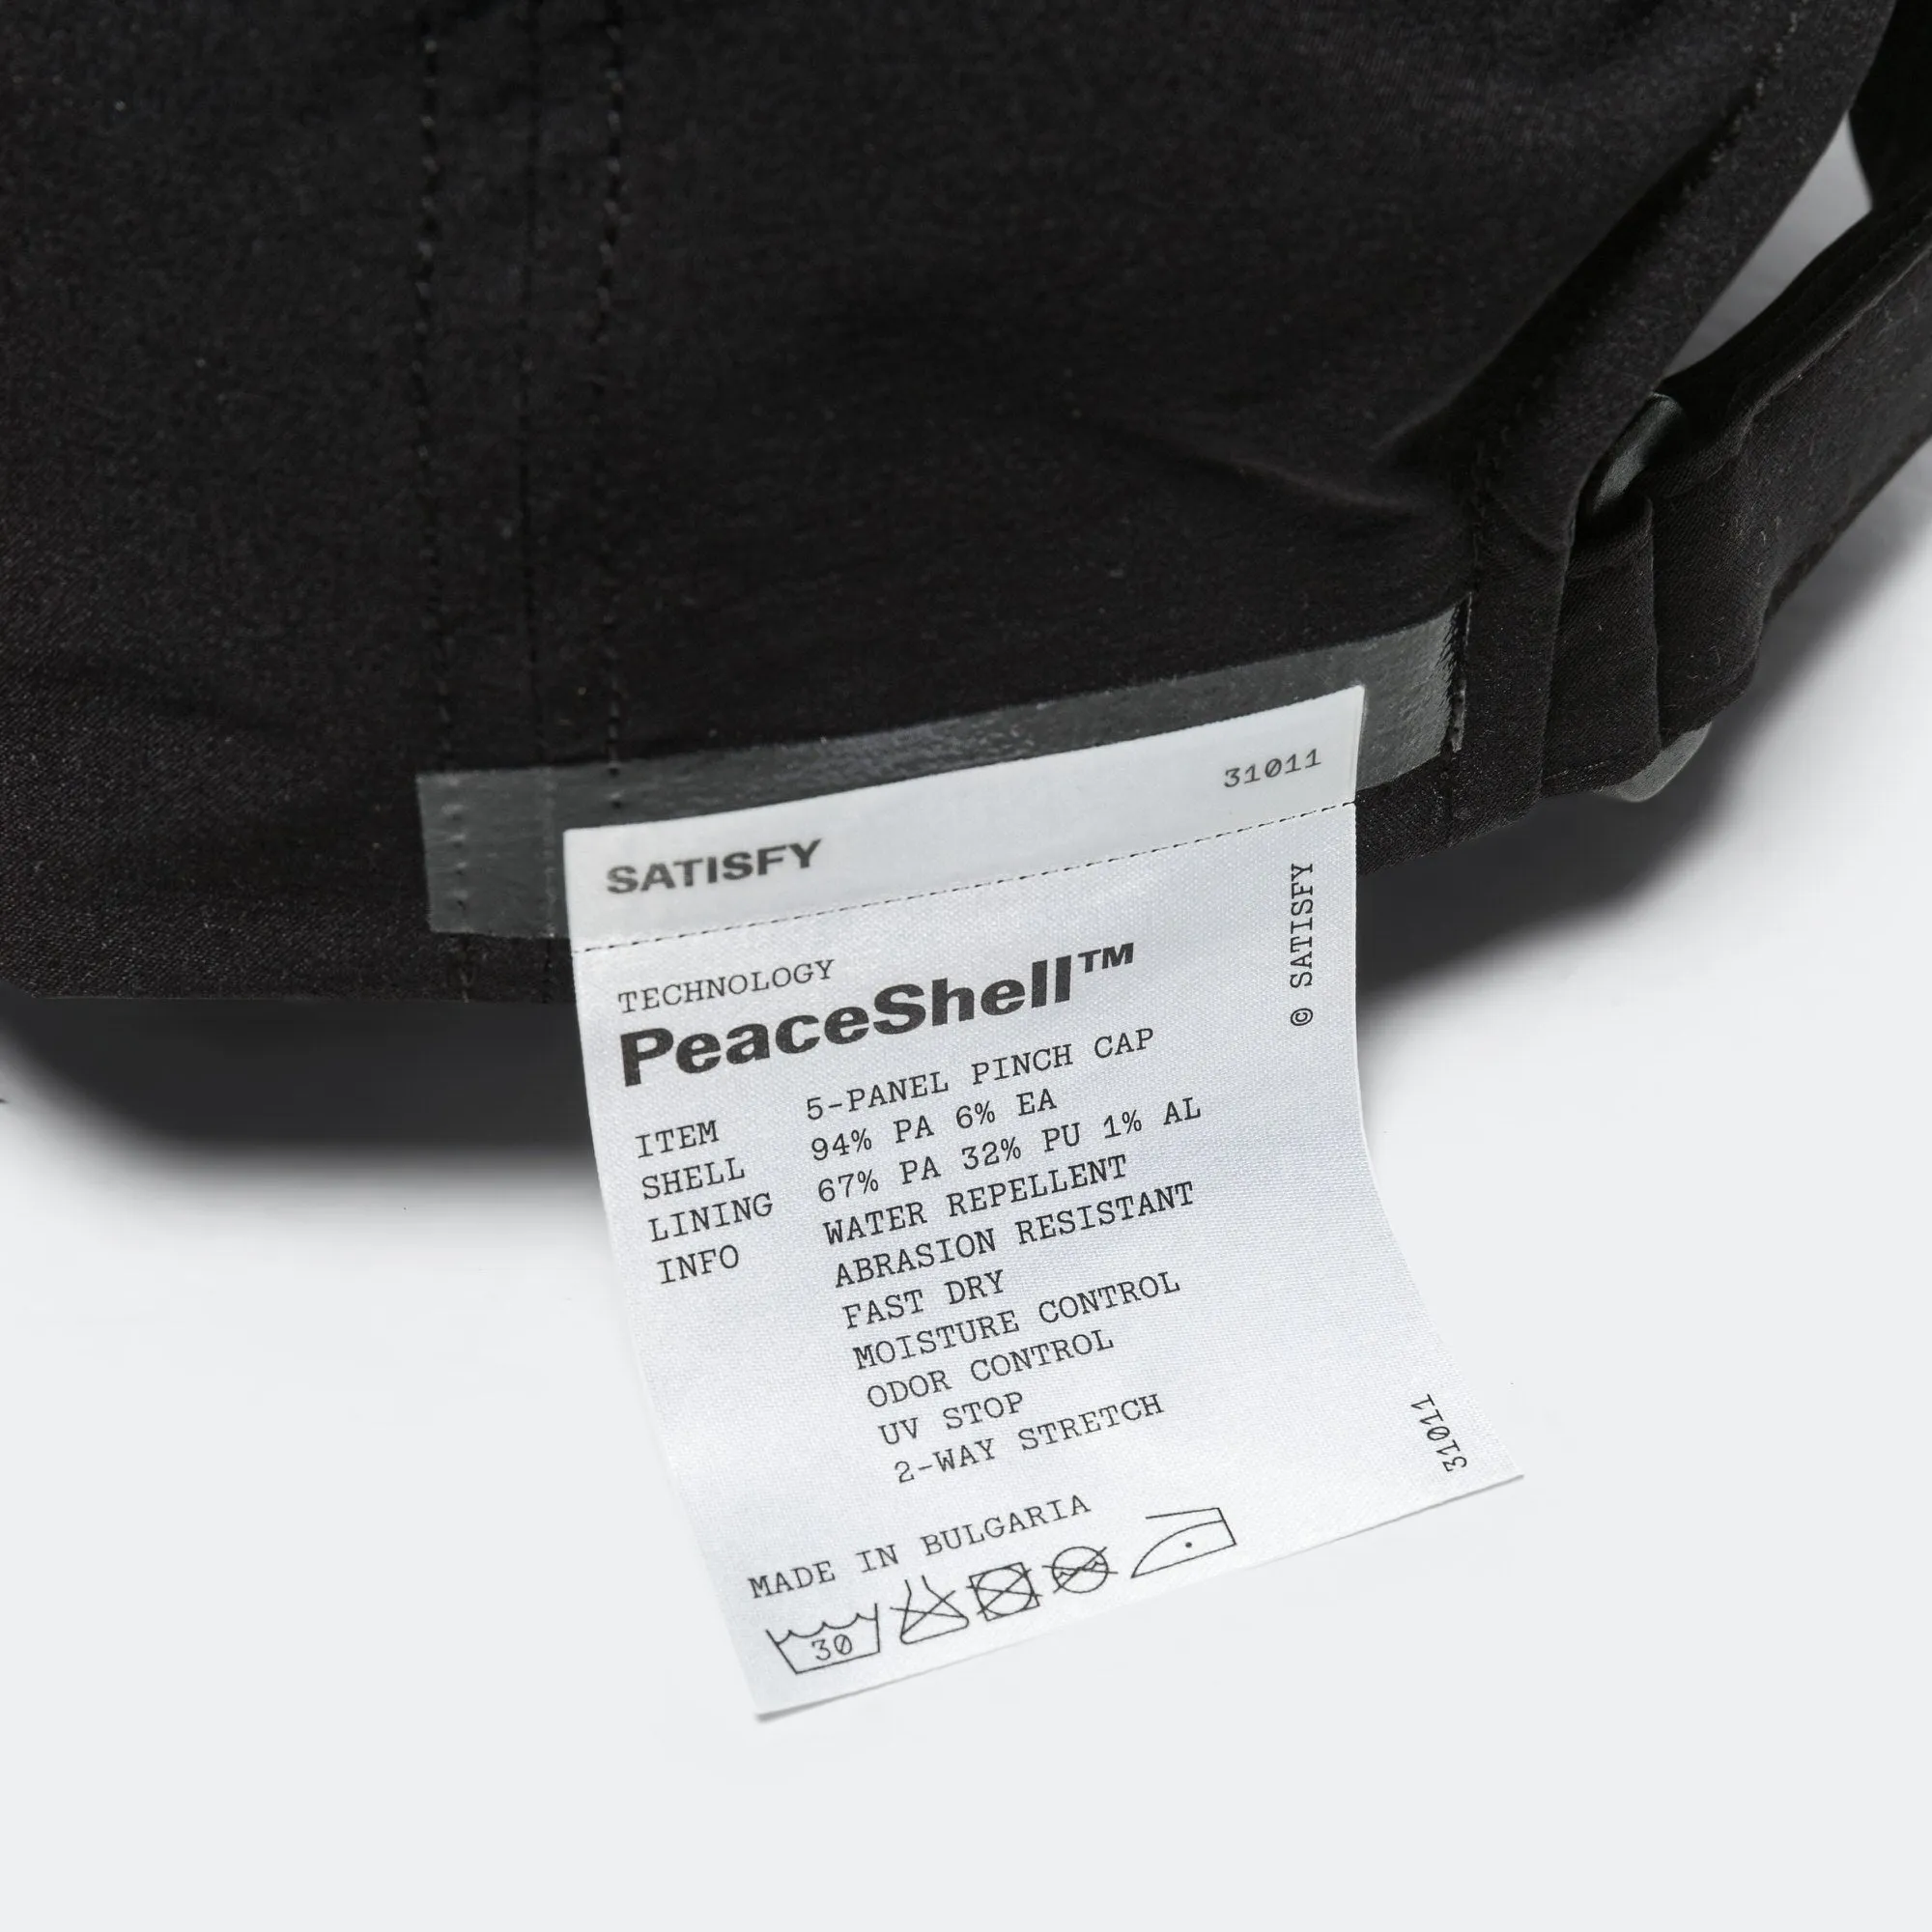 SATISFY
31011
TECHNOLOGY
PeaceShell™
ITEM 5-PANEL PINCH CAP
SHELL 94% PA 6% EA
LINING 67% PA 32% PU 1% AL
INFO WATER REPELLENT
ABRASION RESISTANT
FAST DRY
MOISTURE CONTROL
ODOR CONTROL
UV STOP
2-WAY STRETCH
MADE IN BULGARIA
30
© SATISFY
31011